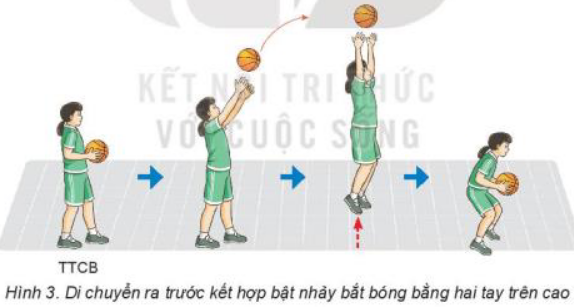 KẾT NỐI TRI THỨC
VỚI CUỘC SỐNG
TTCB
Hình 3. Di chuyển ra trước kết hợp bật nhảy bắt bóng bằng hai tay trên cao